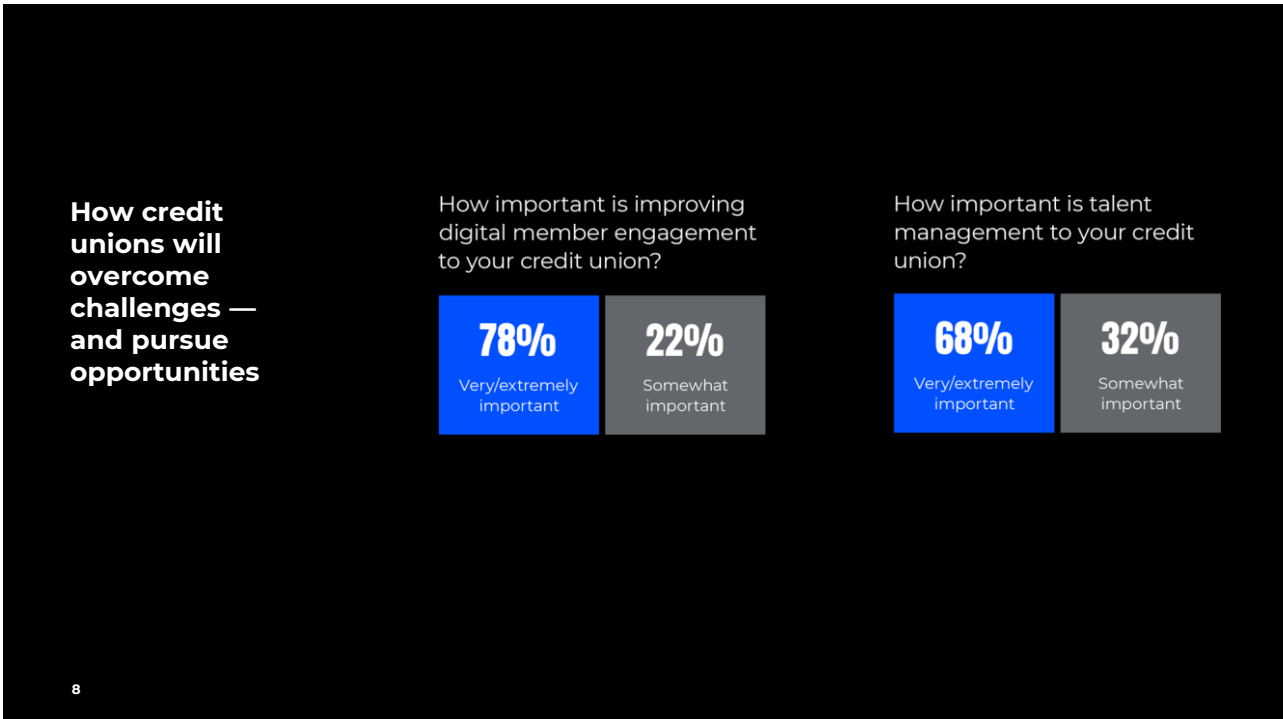 How credit
unions will
overcome
challenges —
and pursue
opportunities
How important is improving
digital member engagement
to your credit union?
78%
Very/extremely
important
22%
Somewhat
important
How important is talent
management to your credit
union?
68%
Very/extremely
important
32%
Somewhat
important
8